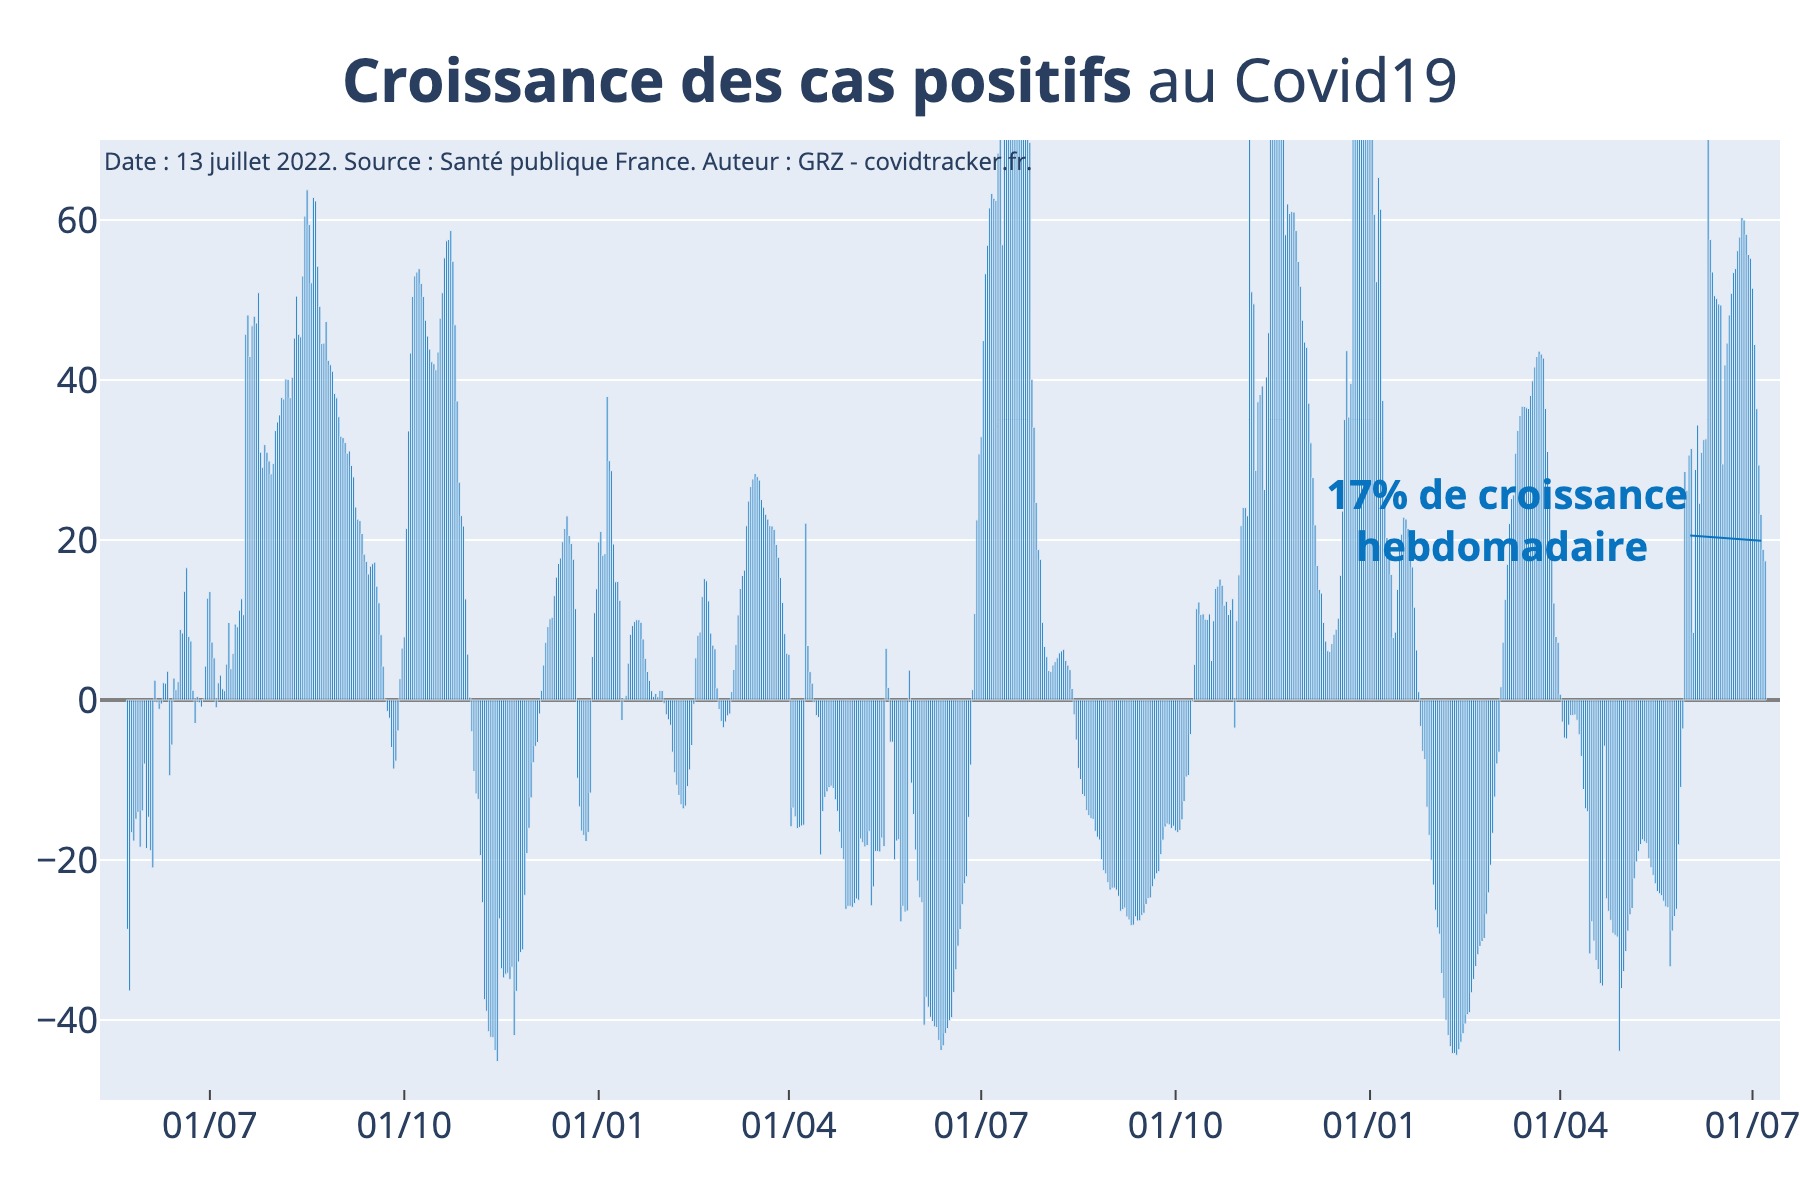 Croissance des cas positifs au Covid19
Date : 13 juillet 2022. Source : Santé publique France. Auteur : GRZ - covidtracker.fr.
60
40
20
0
−20
−40
17% de croissance
hebdomadaire
01/07 01/10 01/01 01/04 01/07 01/10 01/01 01/04 01/07